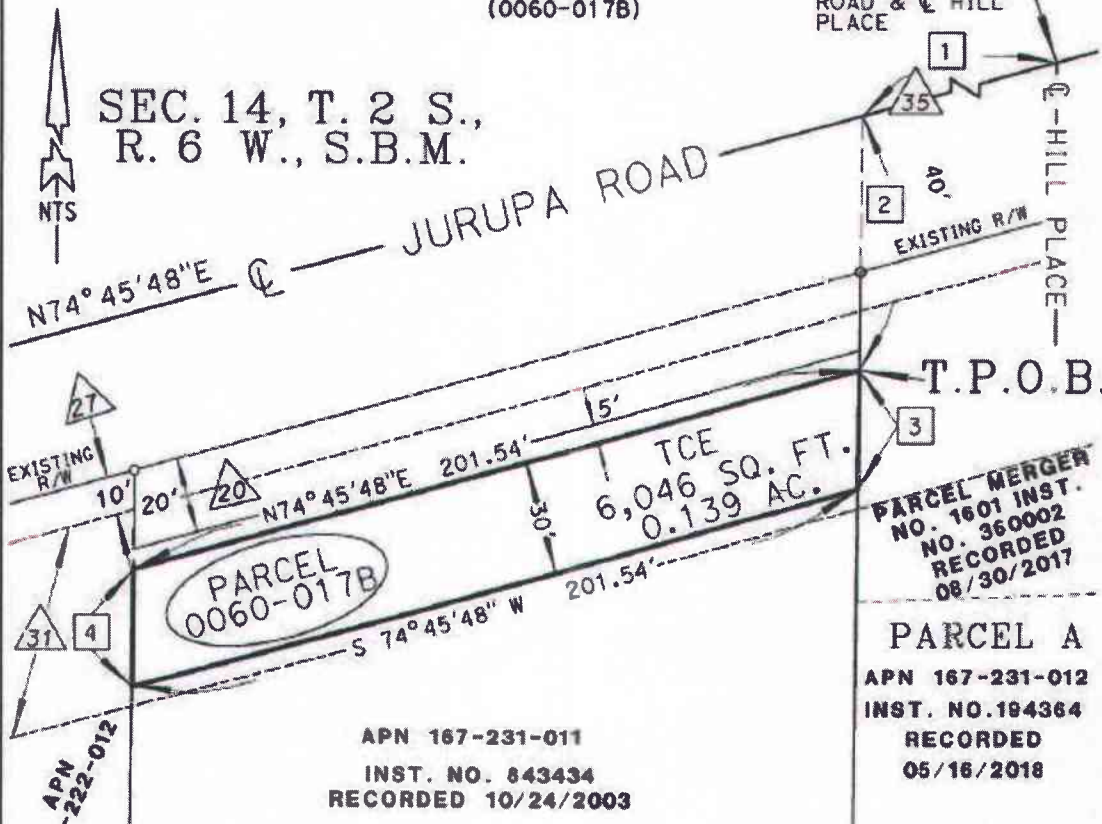 (0060-017B)
ROAD & ℄ HILL
PLACE
1
35
SEC. 14, T. 2 S.,
R. 6 W., S.B.M.
NTS
JURUPA ROAD
℄-HILL PLACE
40'
2
EXISTING R/W
N74°45'48"E ℄
T.P.O.B.
27
5'
3
EXISTING
R/W
10' 20'
20
N74°45'48"E 201.54'
TCE
6,046 SQ. FT.
0.139 AC.
30'
PARCEL MERGER
NO. 1601 INST.
NO. 360002
RECORDED
08/30/2017
PARCEL
0060-017B
31
4
S 74°45'48" W 201.54'
PARCEL A
APN 167-231-012
INST. NO.194364
RECORDED
05/16/2018
APN
-222-012
APN 167-231-011
INST. NO. 843434
RECORDED 10/24/2003